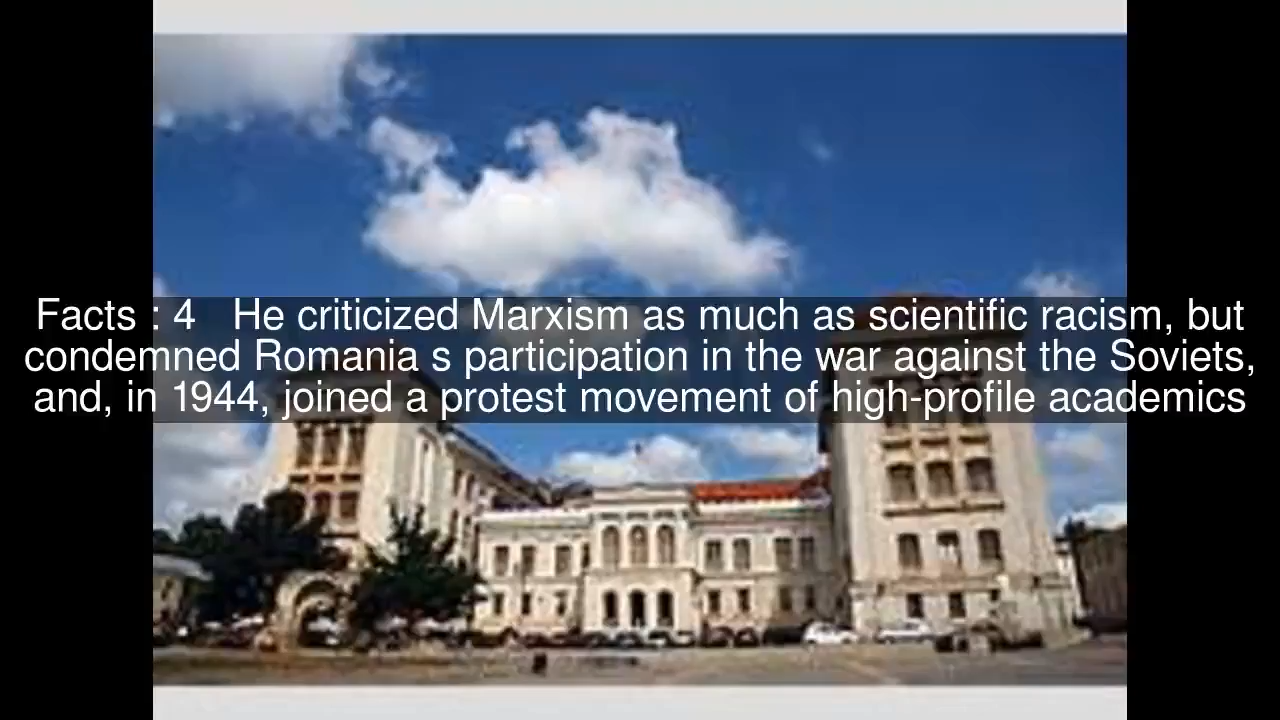 Facts : 4   He criticized Marxism as much as scientific racism, but
condemned Romania s participation in the war against the Soviets,
and, in 1944, joined a protest movement of high-profile academics